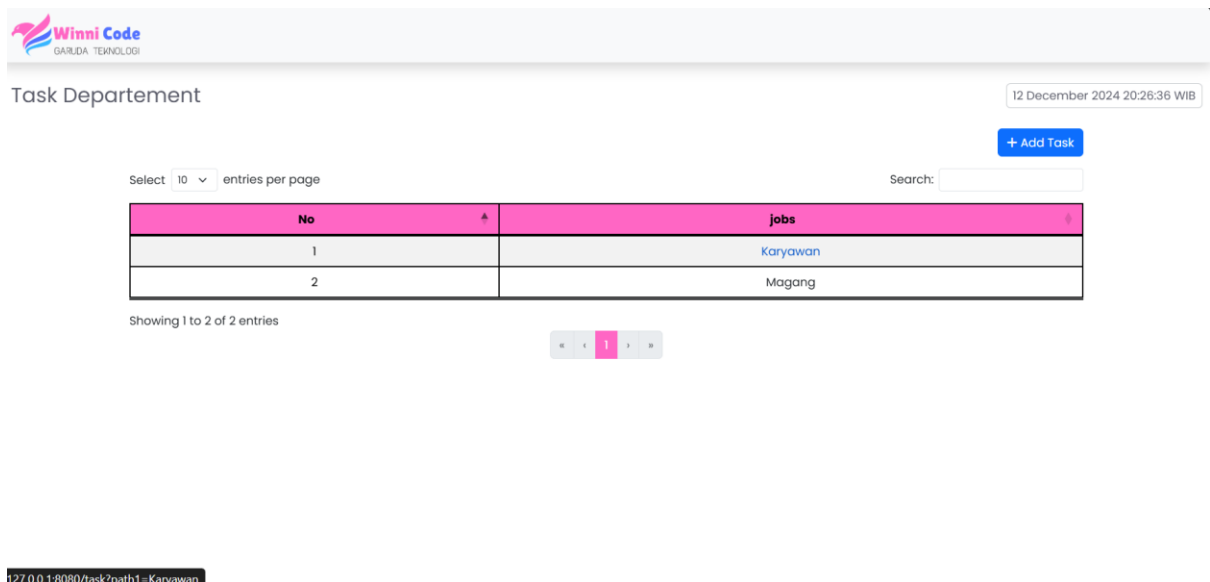 Winni Code
GARUDA TEKNOLOGI
Task Departement
12 December 2024 20:26:36 WIB
+ Add Task
Select 10 entries per page
Search:
No jobs
1 Karyawan
2 Magang
Showing 1 to 2 of 2 entries
« ‹ 1 › »
127.0.0.1:8080/task?path1=Karyawan